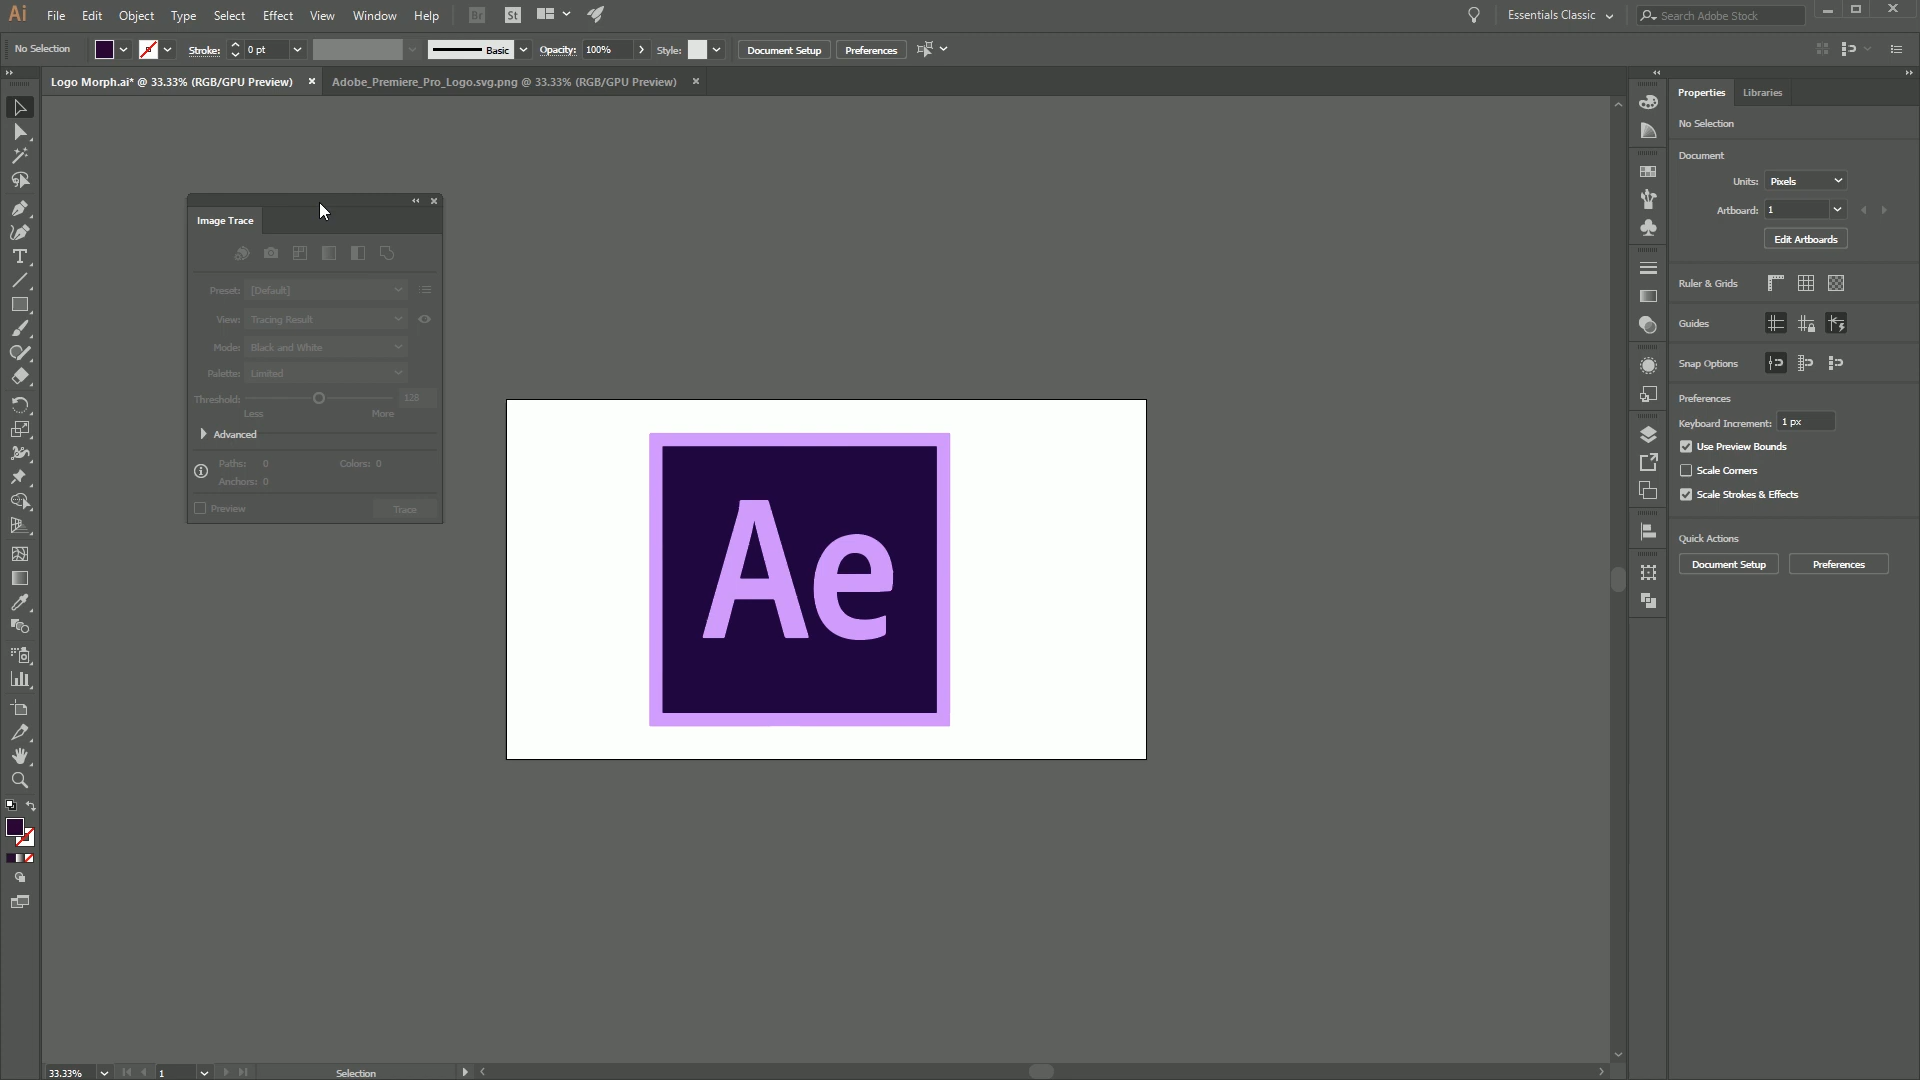 Ai File Edit Object Type Select Effect View Window Help Br St Essentials Classic Search Adobe Stock
No Selection Stroke: 0 pt Basic Opacity: 100% Style: Document Setup Preferences
Logo Morph.ai* @ 33.33% (RGB/GPU Preview) Adobe_Premiere_Pro_Logo.svg.png @ 33.33% (RGB/GPU Preview)
Image Trace
Preset: [Default]
View: Tracing Result
Mode: Black and White
Palette: Limited
Threshold: 128
Less More
Advanced
Paths: 0 Colors: 0
Anchors: 0
Preview Trace
Ae
Properties Libraries
No Selection
Document
Units: Pixels
Artboard: 1
Edit Artboards
Ruler & Grids
Guides
Snap Options
Preferences
Keyboard Increment: 1 px
Use Preview Bounds
Scale Corners
Scale Strokes & Effects
Quick Actions
Document Setup Preferences
33.33% 1 Selection